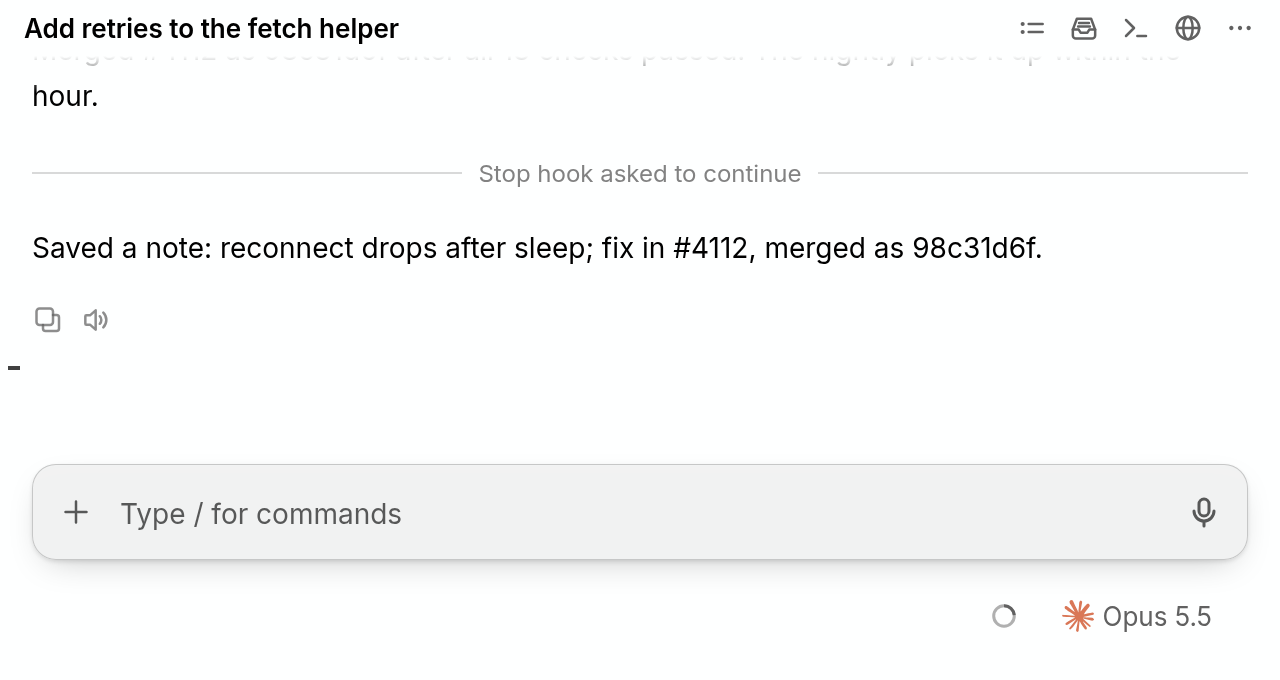 Add retries to the fetch helper
hour.
Stop hook asked to continue
Saved a note: reconnect drops after sleep; fix in #4112, merged as 98c31d6f.
Type / for commands
Opus 5.5